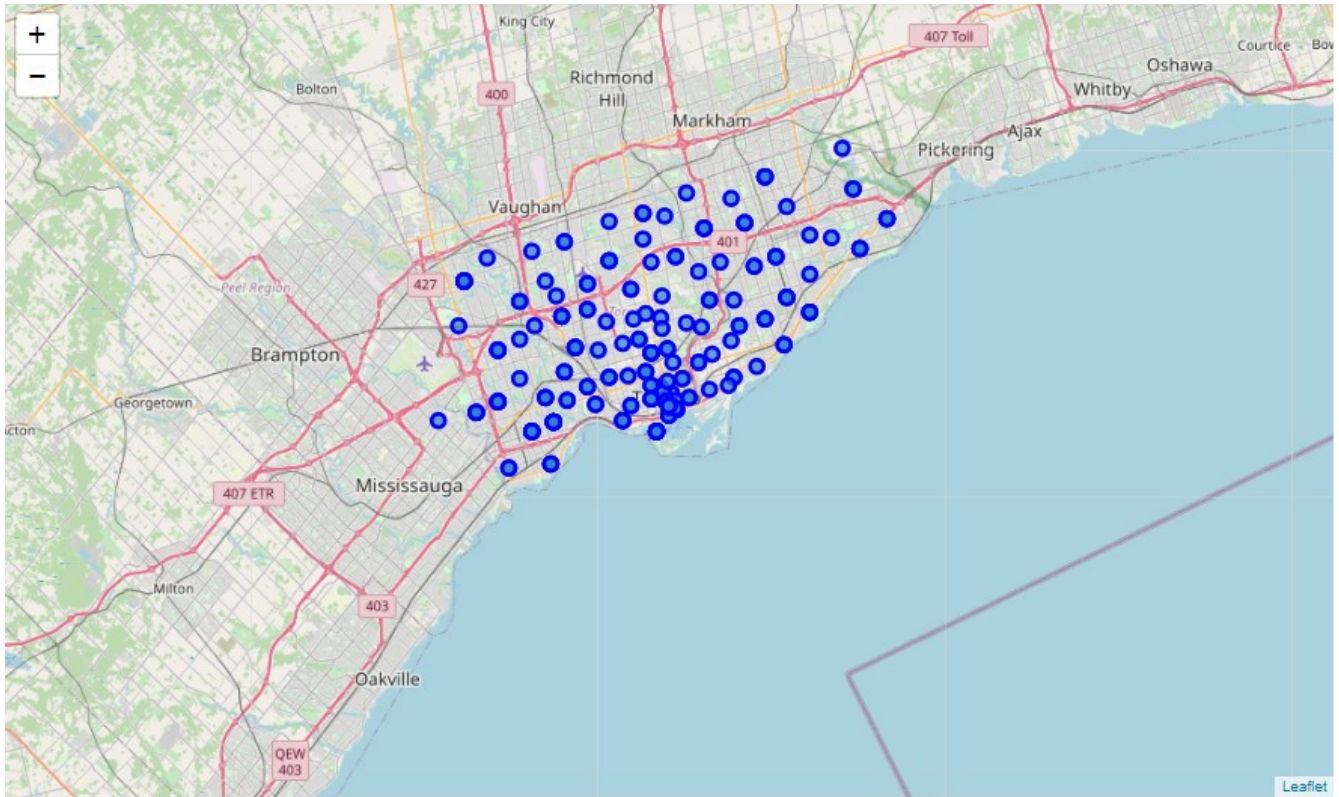 +
−
King City
407 Toll
Courtice
Oshawa
Bolton
400
Richmond
Hill
Whitby
Markham
Ajax
Pickering
Vaughan
401
427
Peel Region
Brampton
Georgetown
407 ETR
Mississauga
Milton
403
Oakville
QEW
403
Leaflet